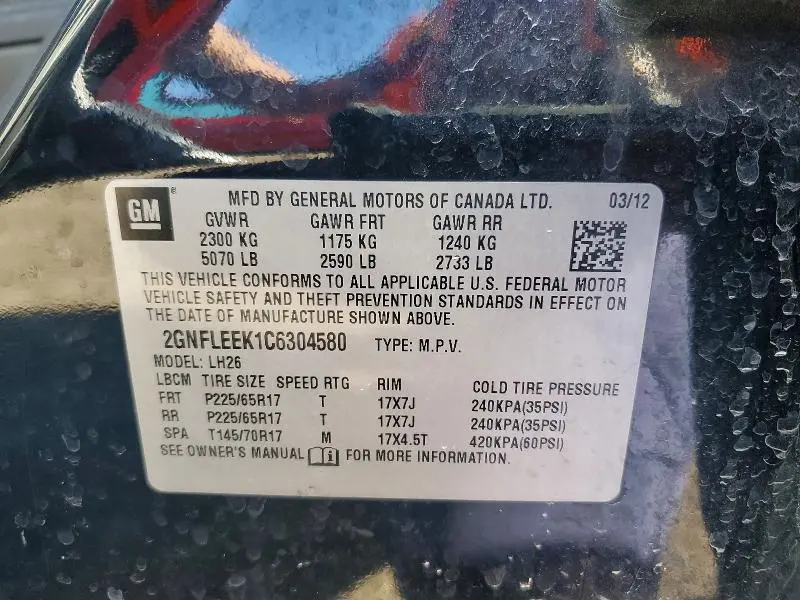 GM ® MFD BY GENERAL MOTORS OF CANADA LTD. 03/12
GVWR GAWR FRT GAWR RR
2300 KG 1175 KG 1240 KG
5070 LB 2590 LB 2733 LB
THIS VEHICLE CONFORMS TO ALL APPLICABLE U.S. FEDERAL MOTOR
VEHICLE SAFETY AND THEFT PREVENTION STANDARDS IN EFFECT ON
THE DATE OF MANUFACTURE SHOWN ABOVE.
2GNFLEEK1C6304580 TYPE: M.P.V.
MODEL: LH26
LBCM TIRE SIZE SPEED RTG RIM COLD TIRE PRESSURE
FRT P225/65R17 T 17X7J 240KPA(35PSI)
RR P225/65R17 T 17X7J 240KPA(35PSI)
SPA T145/70R17 M 17X4.5T 420KPA(60PSI)
SEE OWNER'S MANUAL FOR MORE INFORMATION.